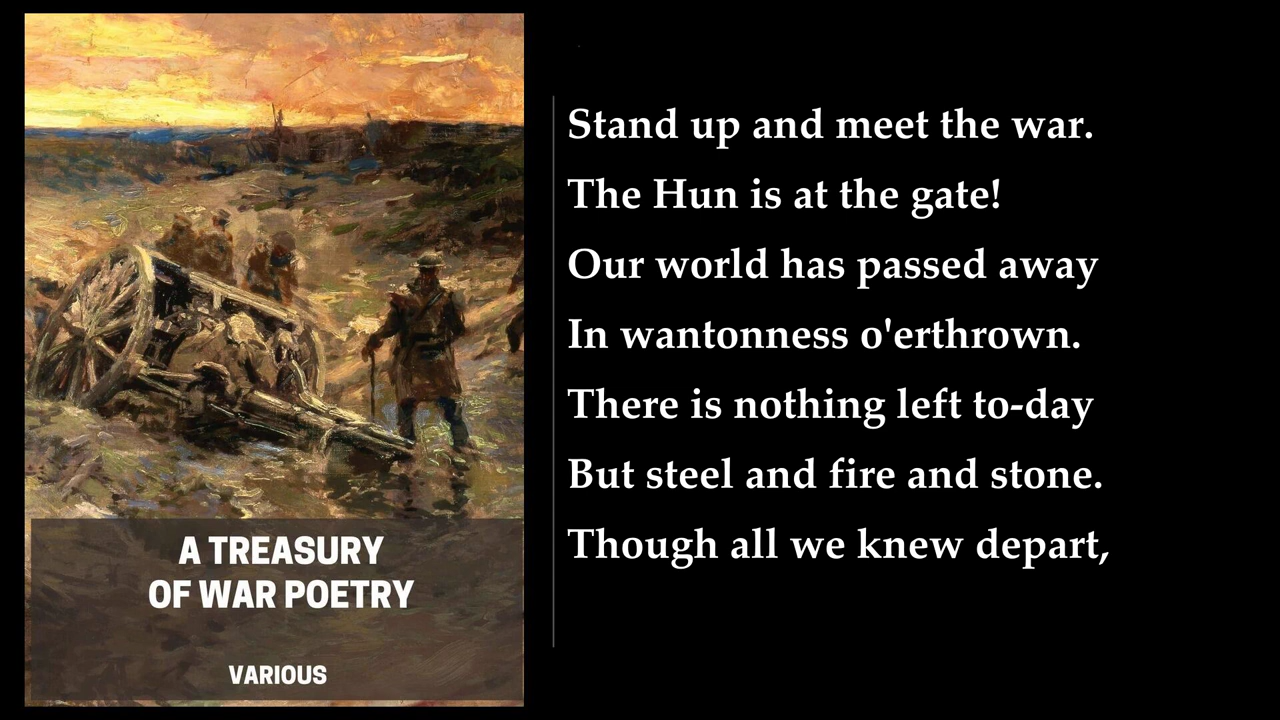 A TREASURY
OF WAR POETRY
VARIOUS
Stand up and meet the war.
The Hun is at the gate!
Our world has passed away
In wantonness o'erthrown.
There is nothing left to-day
But steel and fire and stone.
Though all we knew depart,